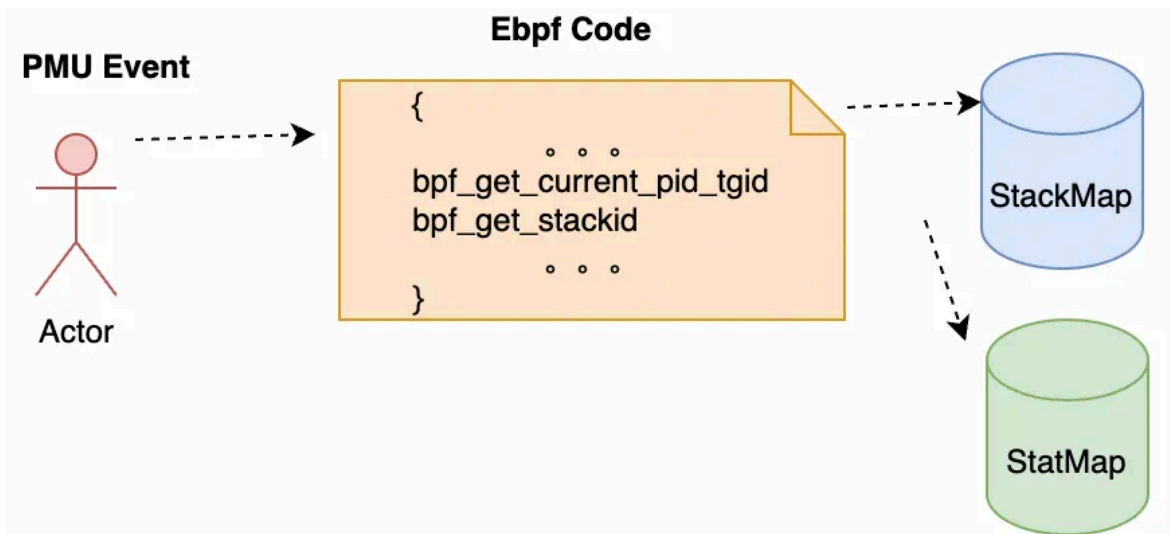 Ebpf Code
PMU Event
Actor
{
。。。
bpf_get_current_pid_tgid
bpf_get_stackid
。。。
}
StackMap
StatMap